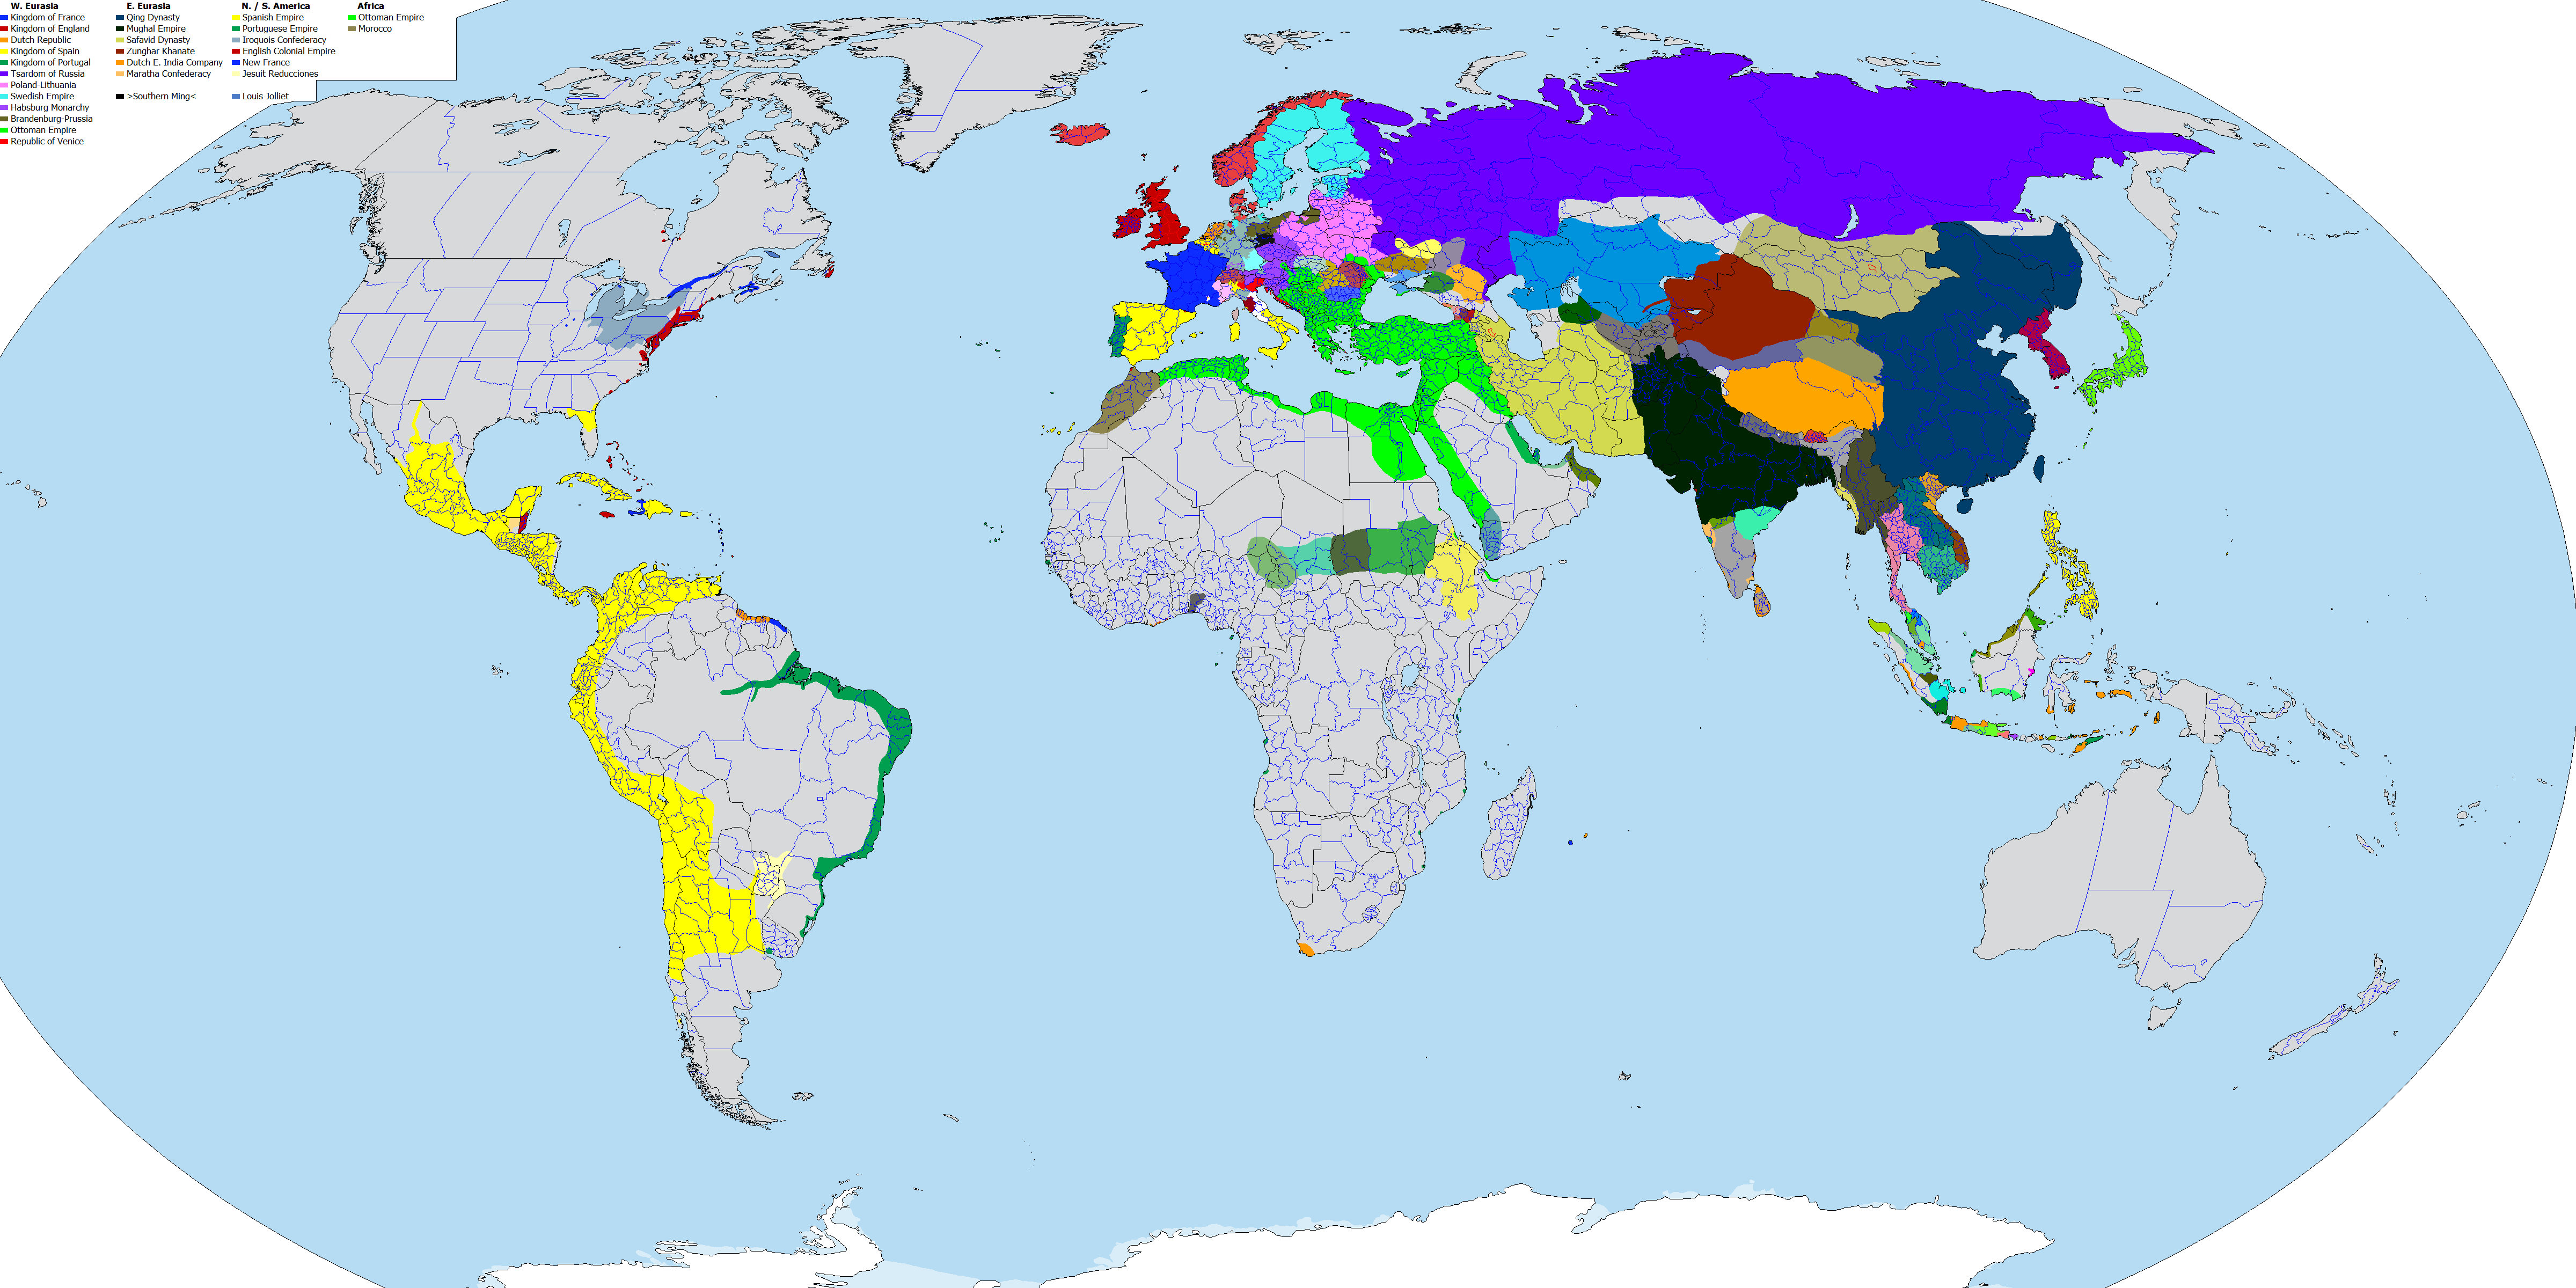 W. Eurasia
Kingdom of France
Kingdom of England
Dutch Republic
Kingdom of Spain
Kingdom of Portugal
Tsardom of Russia
Poland-Lithuania
Swedish Empire
Habsburg Monarchy
Brandenburg-Prussia
Ottoman Empire
Republic of Venice
E. Eurasia
Qing Dynasty
Mughal Empire
Safavid Dynasty
Zunghar Khanate
Dutch E. India Company
Maratha Confederacy
>Southern Ming<
N. / S. America
Spanish Empire
Portuguese Empire
Iroquois Confederacy
English Colonial Empire
New France
Jesuit Reducciones
Louis Jolliet
Africa
Ottoman Empire
Morocco